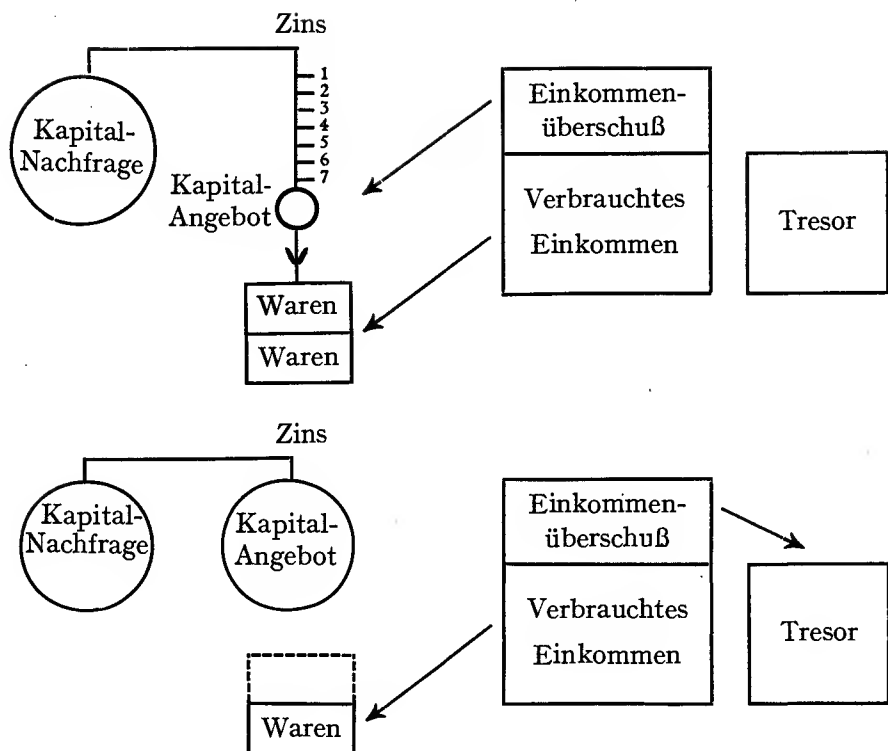 Zins
1
2
3
4
5
6
7
Kapital-
Nachfrage
Kapital-
Angebot
Waren
Waren
Einkommen-
überschuß
Verbrauchtes
Einkommen
Tresor
Zins
Kapital-
Nachfrage
Kapital-
Angebot
Waren
Einkommen-
überschuß
Verbrauchtes
Einkommen
Tresor